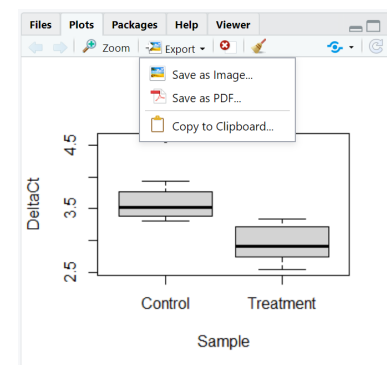 Files Plots Packages Help Viewer
Zoom Export
Save as Image...
Save as PDF...
Copy to Clipboard...
4.5
3.5
2.5
DeltaCt
Control Treatment
Sample